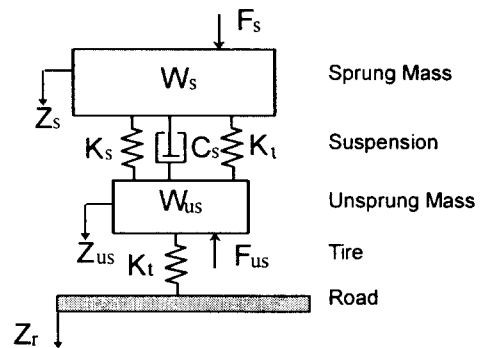 Fs
Ws
Sprung Mass
Zs
Ks
Cs
Kt
Suspension
Wus
Unsprung Mass
Zus
Kt
Fus
Tire
Road
Zr